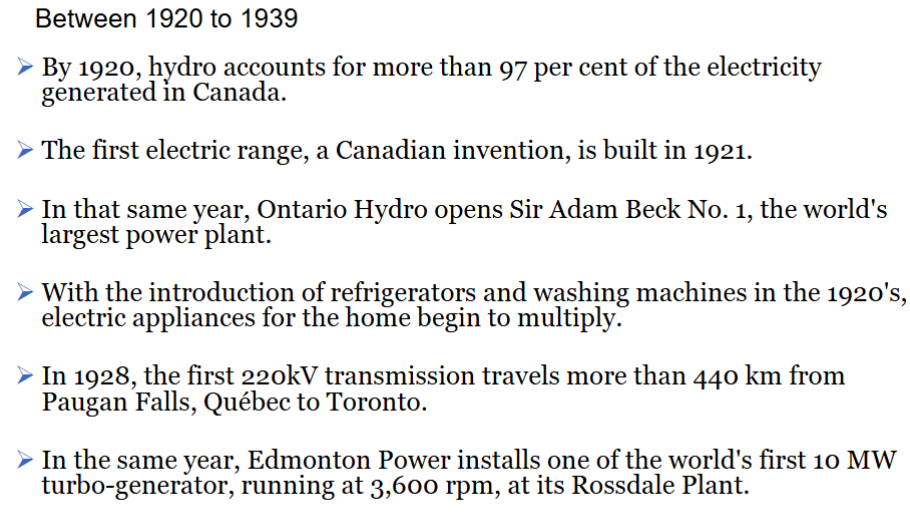 Between 1920 to 1939
➢ By 1920, hydro accounts for more than 97 per cent of the electricity
generated in Canada.
➢ The first electric range, a Canadian invention, is built in 1921.
➢ In that same year, Ontario Hydro opens Sir Adam Beck No. 1, the world's
largest power plant.
➢ With the introduction of refrigerators and washing machines in the 1920's,
electric appliances for the home begin to multiply.
➢ In 1928, the first 220kV transmission travels more than 440 km from
Paugan Falls, Québec to Toronto.
➢ In the same year, Edmonton Power installs one of the world's first 10 MW
turbo-generator, running at 3,600 rpm, at its Rossdale Plant.